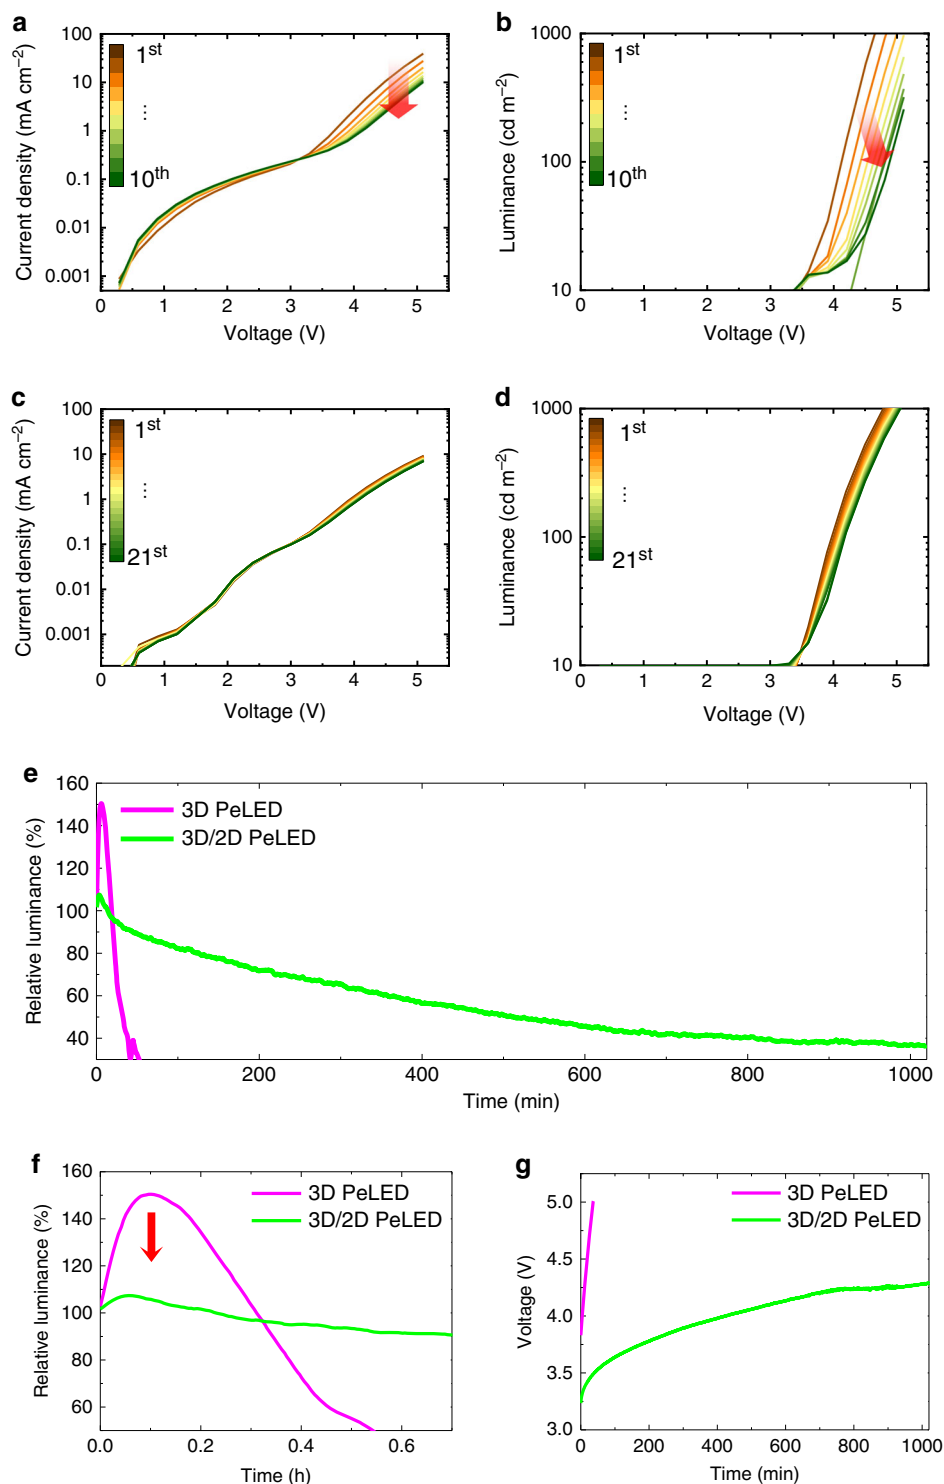 a
100
10
1
0.1
0.01
0.001
Current density (mA cm⁻²)
1st
⋮
10th
0 1 2 3 4 5
Voltage (V)
b
1000
100
10
Luminance (cd m⁻²)
1st
⋮
10th
0 1 2 3 4 5
Voltage (V)
c
100
10
1
0.1
0.01
0.001
Current density (mA cm⁻²)
1st
⋮
21st
0 1 2 3 4 5
Voltage (V)
d
1000
100
10
Luminance (cd m⁻²)
1st
⋮
21st
0 1 2 3 4 5
Voltage (V)
e
160
140
120
100
80
60
40
Relative luminance (%)
3D PeLED
3D/2D PeLED
0 200 400 600 800 1000
Time (min)
f
160
140
120
100
80
60
Relative luminance (%)
3D PeLED
3D/2D PeLED
0.0 0.2 0.4 0.6
Time (h)
g
5.0
4.5
4.0
3.5
3.0
Voltage (V)
3D PeLED
3D/2D PeLED
0 200 400 600 800 1000
Time (min)